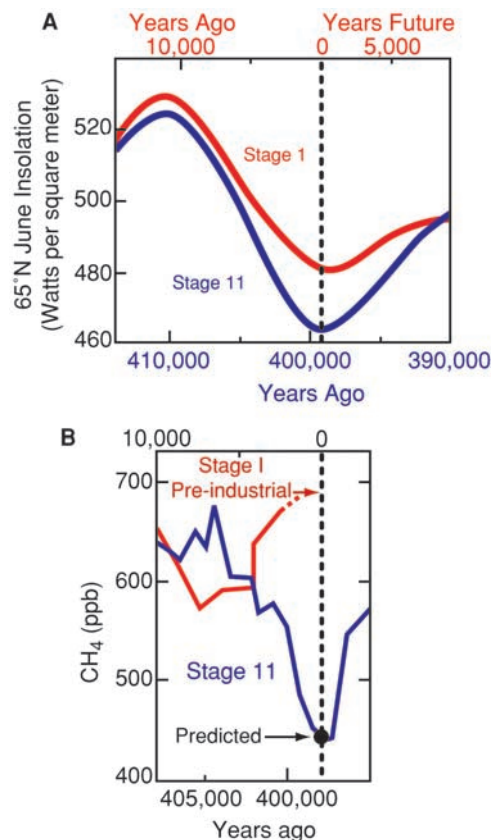 A
Years Ago
Years Future
10,000
0
5,000
65°N June Insolation
(Watts per square meter)
520
500
480
460
Stage 1
Stage 11
410,000
400,000
390,000
Years Ago
B
10,000
0
CH4 (ppb)
700
600
450
400
Stage I
Pre-industrial
Stage 11
Predicted
405,000
400,000
Years ago